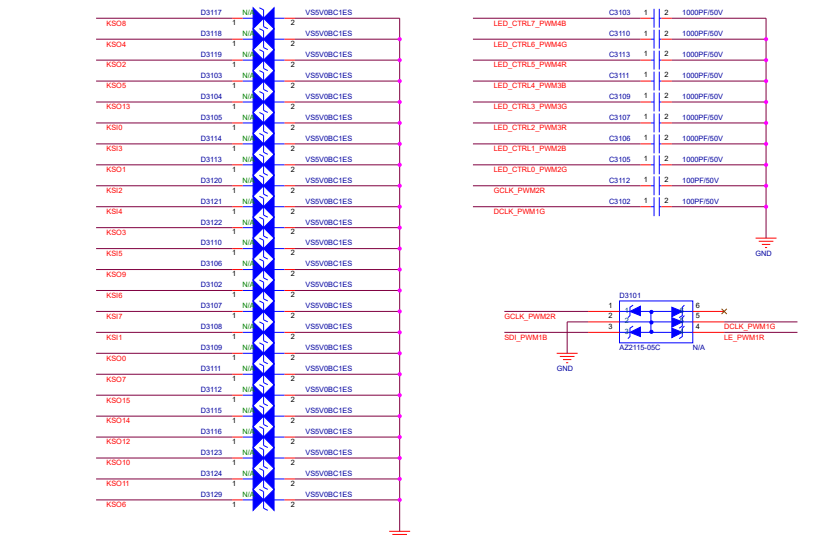 D3117 N/A VS5V0BC1ES
KSO8 1 2
D3118 N/A VS5V0BC1ES
KSO4 1 2
D3119 N/A VS5V0BC1ES
KSO2 1 2
D3103 N/A VS5V0BC1ES
KSO5 1 2
D3104 N/A VS5V0BC1ES
KSO13 1 2
D3105 N/A VS5V0BC1ES
KSI0 1 2
D3114 N/A VS5V0BC1ES
KSI3 1 2
D3113 N/A VS5V0BC1ES
KSO1 1 2
D3120 N/A VS5V0BC1ES
KSI2 1 2
D3121 N/A VS5V0BC1ES
KSI4 1 2
D3122 N/A VS5V0BC1ES
KSO3 1 2
D3110 N/A VS5V0BC1ES
KSI5 1 2
D3106 N/A VS5V0BC1ES
KSO9 1 2
D3102 N/A VS5V0BC1ES
KSI6 1 2
D3107 N/A VS5V0BC1ES
KSI7 1 2
D3108 N/A VS5V0BC1ES
KSI1 1 2
D3109 N/A VS5V0BC1ES
KSO0 1 2
D3111 N/A VS5V0BC1ES
KSO7 1 2
D3112 N/A VS5V0BC1ES
KSO15 1 2
D3115 N/A VS5V0BC1ES
KSO14 1 2
D3116 N/A VS5V0BC1ES
KSO12 1 2
D3123 N/A VS5V0BC1ES
KSO10 1 2
D3124 N/A VS5V0BC1ES
KSO11 1 2
D3129 N/A VS5V0BC1ES
KSO6 1 2
C3103 1 2 1000PF/50V
LED_CTRL7_PWM4B
C3110 1 2 1000PF/50V
LED_CTRL6_PWM4G
C3113 1 2 1000PF/50V
LED_CTRL5_PWM4R
C3111 1 2 1000PF/50V
LED_CTRL4_PWM3B
C3109 1 2 1000PF/50V
LED_CTRL3_PWM3G
C3107 1 2 1000PF/50V
LED_CTRL2_PWM3R
C3106 1 2 1000PF/50V
LED_CTRL1_PWM2B
C3105 1 2 1000PF/50V
LED_CTRL0_PWM2G
C3112 1 2 100PF/50V
GCLK_PWM2R
C3102 1 2 100PF/50V
DCLK_PWM1G
GND
D3101
1 6
GCLK_PWM2R 2 5
3 4 DCLK_PWM1G
SDI_PWM1B LE_PWM1R
AZ2115-05C N/A
GND